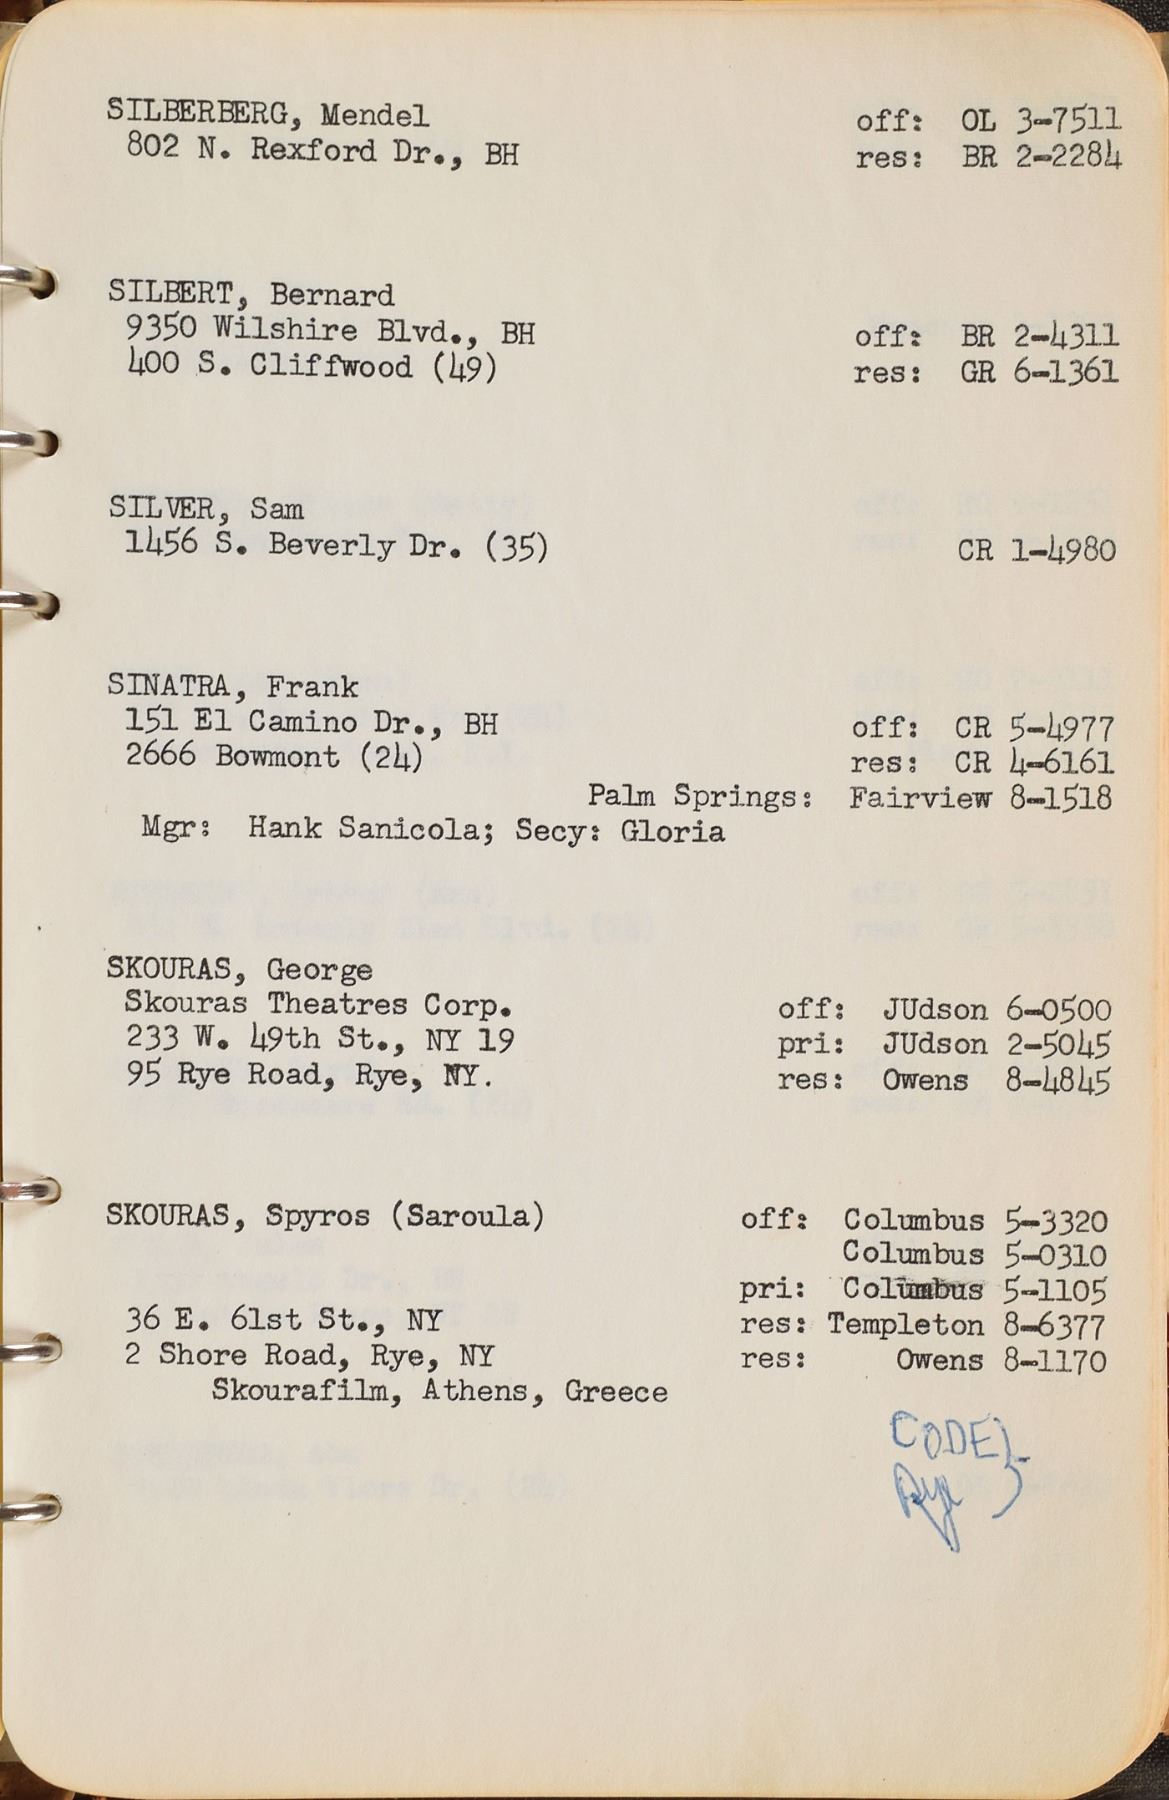 SILBERBERG, Mendel off: OL 3-7511
802 N. Rexford Dr., BH res: BR 2-2284
SILBERT, Bernard
9350 Wilshire Blvd., BH off: BR 2-4311
400 S. Cliffwood (49) res: GR 6-1361
SILVER, Sam
1456 S. Beverly Dr. (35) CR 1-4980
SINATRA, Frank
151 El Camino Dr., BH off: CR 5-4977
2666 Bowmont (24) res: CR 4-6161
Palm Springs: Fairview 8-1518
Mgr: Hank Sanicola; Secy: Gloria
SKOURAS, George
Skouras Theatres Corp. off: JUdson 6-0500
233 W. 49th St., NY 19 pri: JUdson 2-5045
95 Rye Road, Rye, NY. res: Owens 8-4845
SKOURAS, Spyros (Saroula) off: Columbus 5-3320
Columbus 5-0310
pri: Columbus 5-1105
36 E. 61st St., NY res: Templeton 8-6377
2 Shore Road, Rye, NY res: Owens 8-1170
Skourafilm, Athens, Greece
CODE
Rye